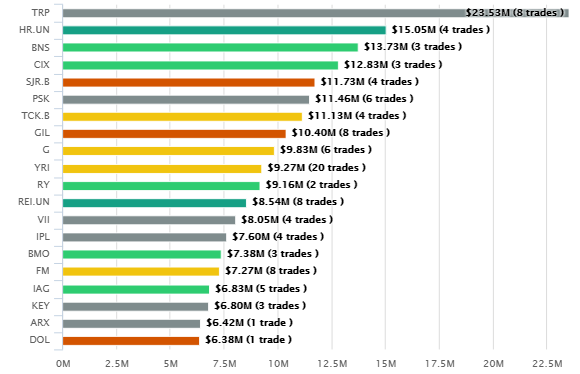 TRP $23.53M (8 trades )
HR.UN $15.05M (4 trades )
BNS $13.73M (3 trades )
CIX $12.83M (3 trades )
SJR.B $11.73M (4 trades )
PSK $11.46M (6 trades )
TCK.B $11.13M (4 trades )
GIL $10.40M (8 trades )
G $9.83M (6 trades )
YRI $9.27M (20 trades )
RY $9.16M (2 trades )
REI.UN $8.54M (8 trades )
VII $8.05M (4 trades )
IPL $7.60M (4 trades )
BMO $7.38M (3 trades )
FM $7.27M (8 trades )
IAG $6.83M (5 trades )
KEY $6.80M (3 trades )
ARX $6.42M (1 trade )
DOL $6.38M (1 trade )
0M 2.5M 5M 7.5M 10M 12.5M 15M 17.5M 20M 22.5M